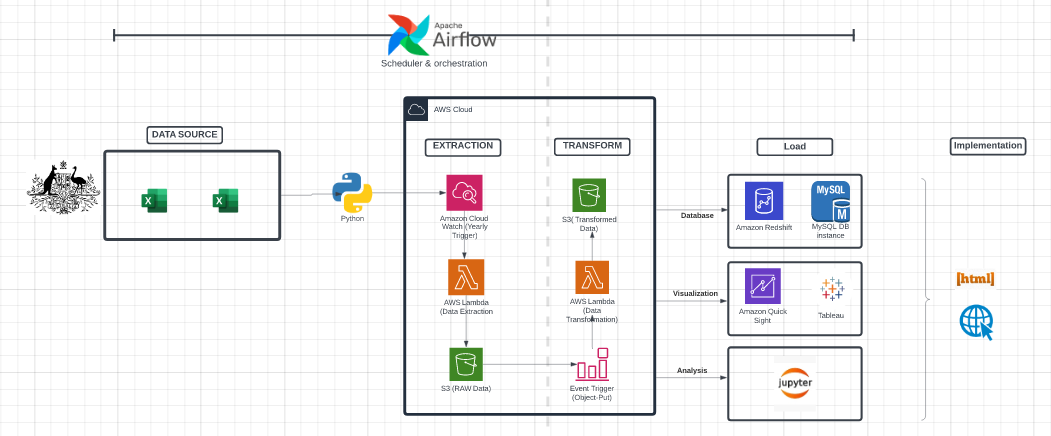 Apache
Airflow
Scheduler & orchestration
AWS Cloud
DATA SOURCE
EXTRACTION
TRANSFORM
Load
Implementation
X
X
Python
Amazon Cloud
Watch (Yearly
Trigger)
S3( Transformed
Data)
Database
Amazon Redshift
MySQL
M
MySQL DB
instance
AWS Lambda
(Data Extraction
AWS Lambda
(Data
Transformation)
Visualization
Amazon Quick
Sight
Tableau
[html]
S3 (RAW Data)
Event Trigger
(Object-Put)
Analysis
jupyter